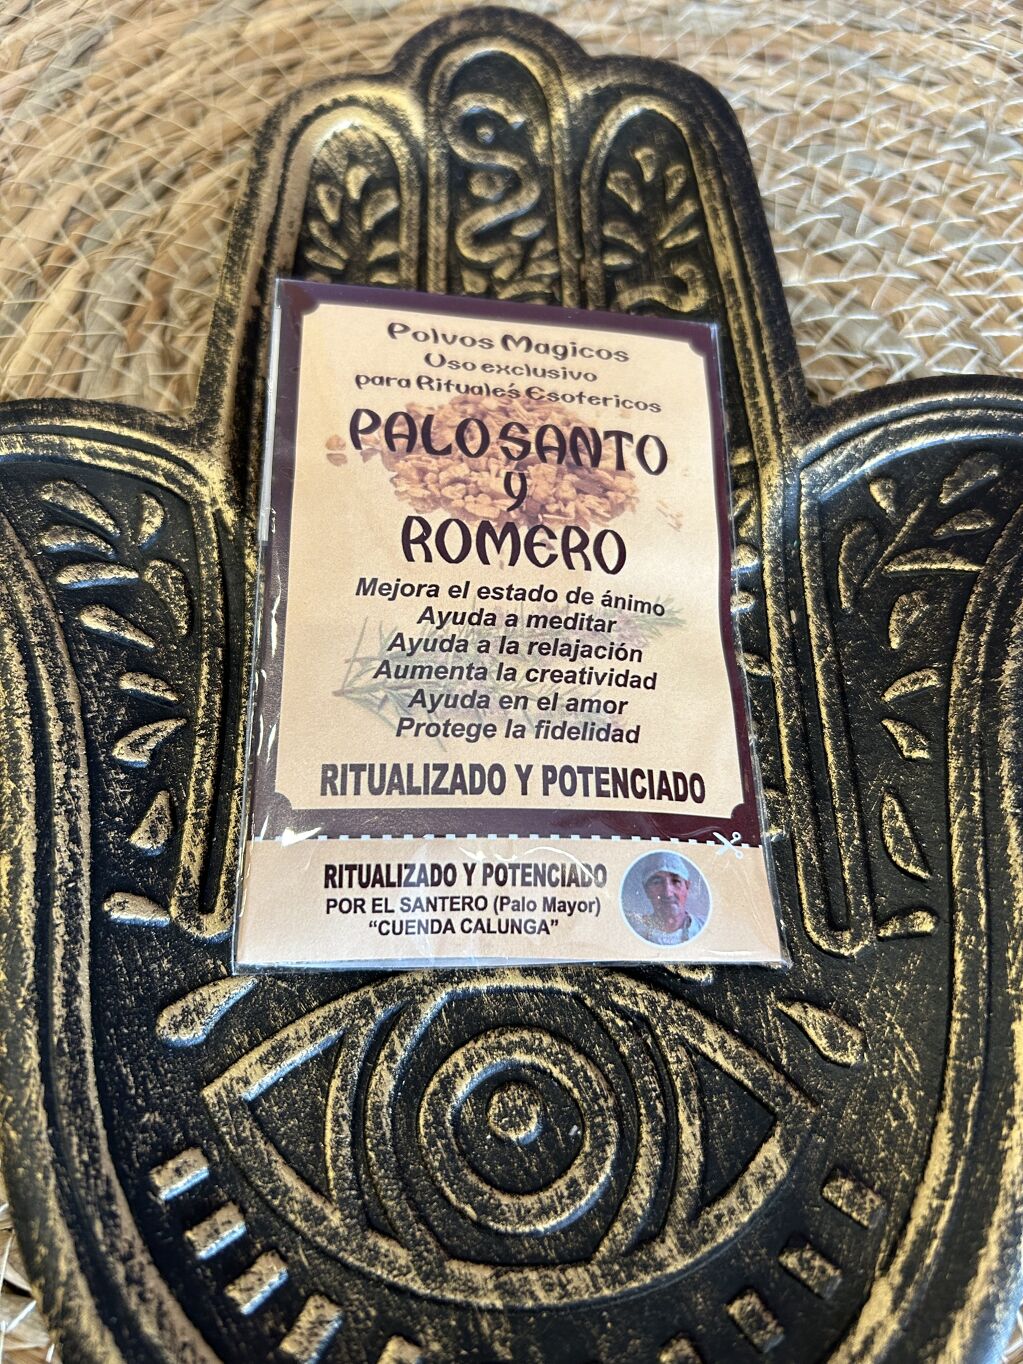 Polvos Magicos
Uso exclusivo
para Rituales Esotericos
PALO SANTO
y
ROMERO
Mejora el estado de ánimo
Ayuda a meditar
Ayuda a la relajación
Aumenta la creatividad
Ayuda en el amor
Protege la fidelidad
RITUALIZADO Y POTENCIADO
RITUALIZADO Y POTENCIADO
POR EL SANTERO (Palo Mayor)
“CUENDA CALUNGA”